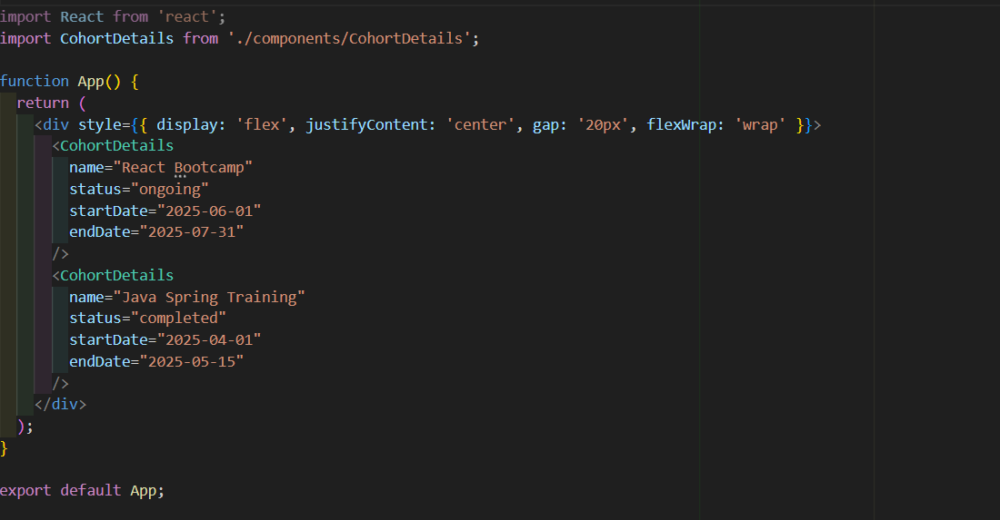 import React from 'react';
import CohortDetails from './components/CohortDetails';

function App() {
  return (
    <div style={{ display: 'flex', justifyContent: 'center', gap: '20px', flexWrap: 'wrap' }}>
      <CohortDetails
        name="React Bootcamp"
        status="ongoing"
        startDate="2025-06-01"
        endDate="2025-07-31"
      />
      <CohortDetails
        name="Java Spring Training"
        status="completed"
        startDate="2025-04-01"
        endDate="2025-05-15"
      />
    </div>
  );
}

export default App;